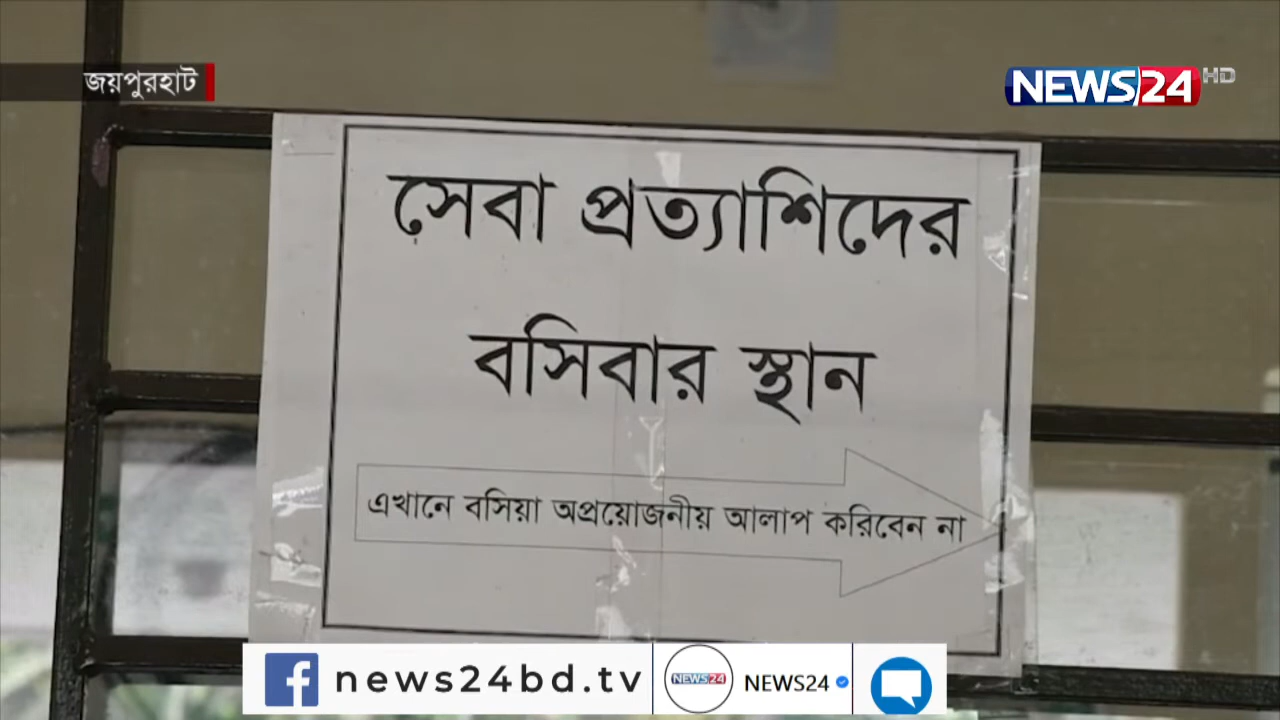 জয়পুরহাট
NEWS24 HD
সেবা প্রত্যাশিদের
বসিবার স্থান
এখানে বসিয়া অপ্রয়োজনীয় আলাপ করিবেন না
news24bd.tv
NEWS24
NEWS24